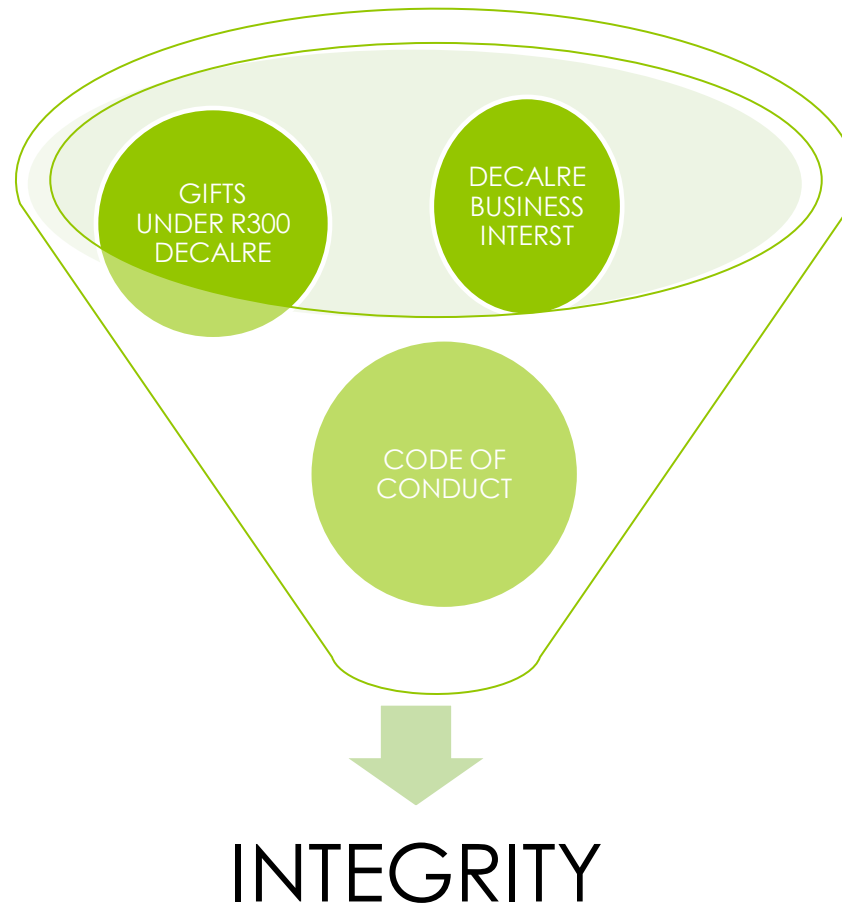 GIFTS
UNDER R300
DECALRE
DECALRE
BUSINESS
INTERST
CODE OF
CONDUCT
INTEGRITY